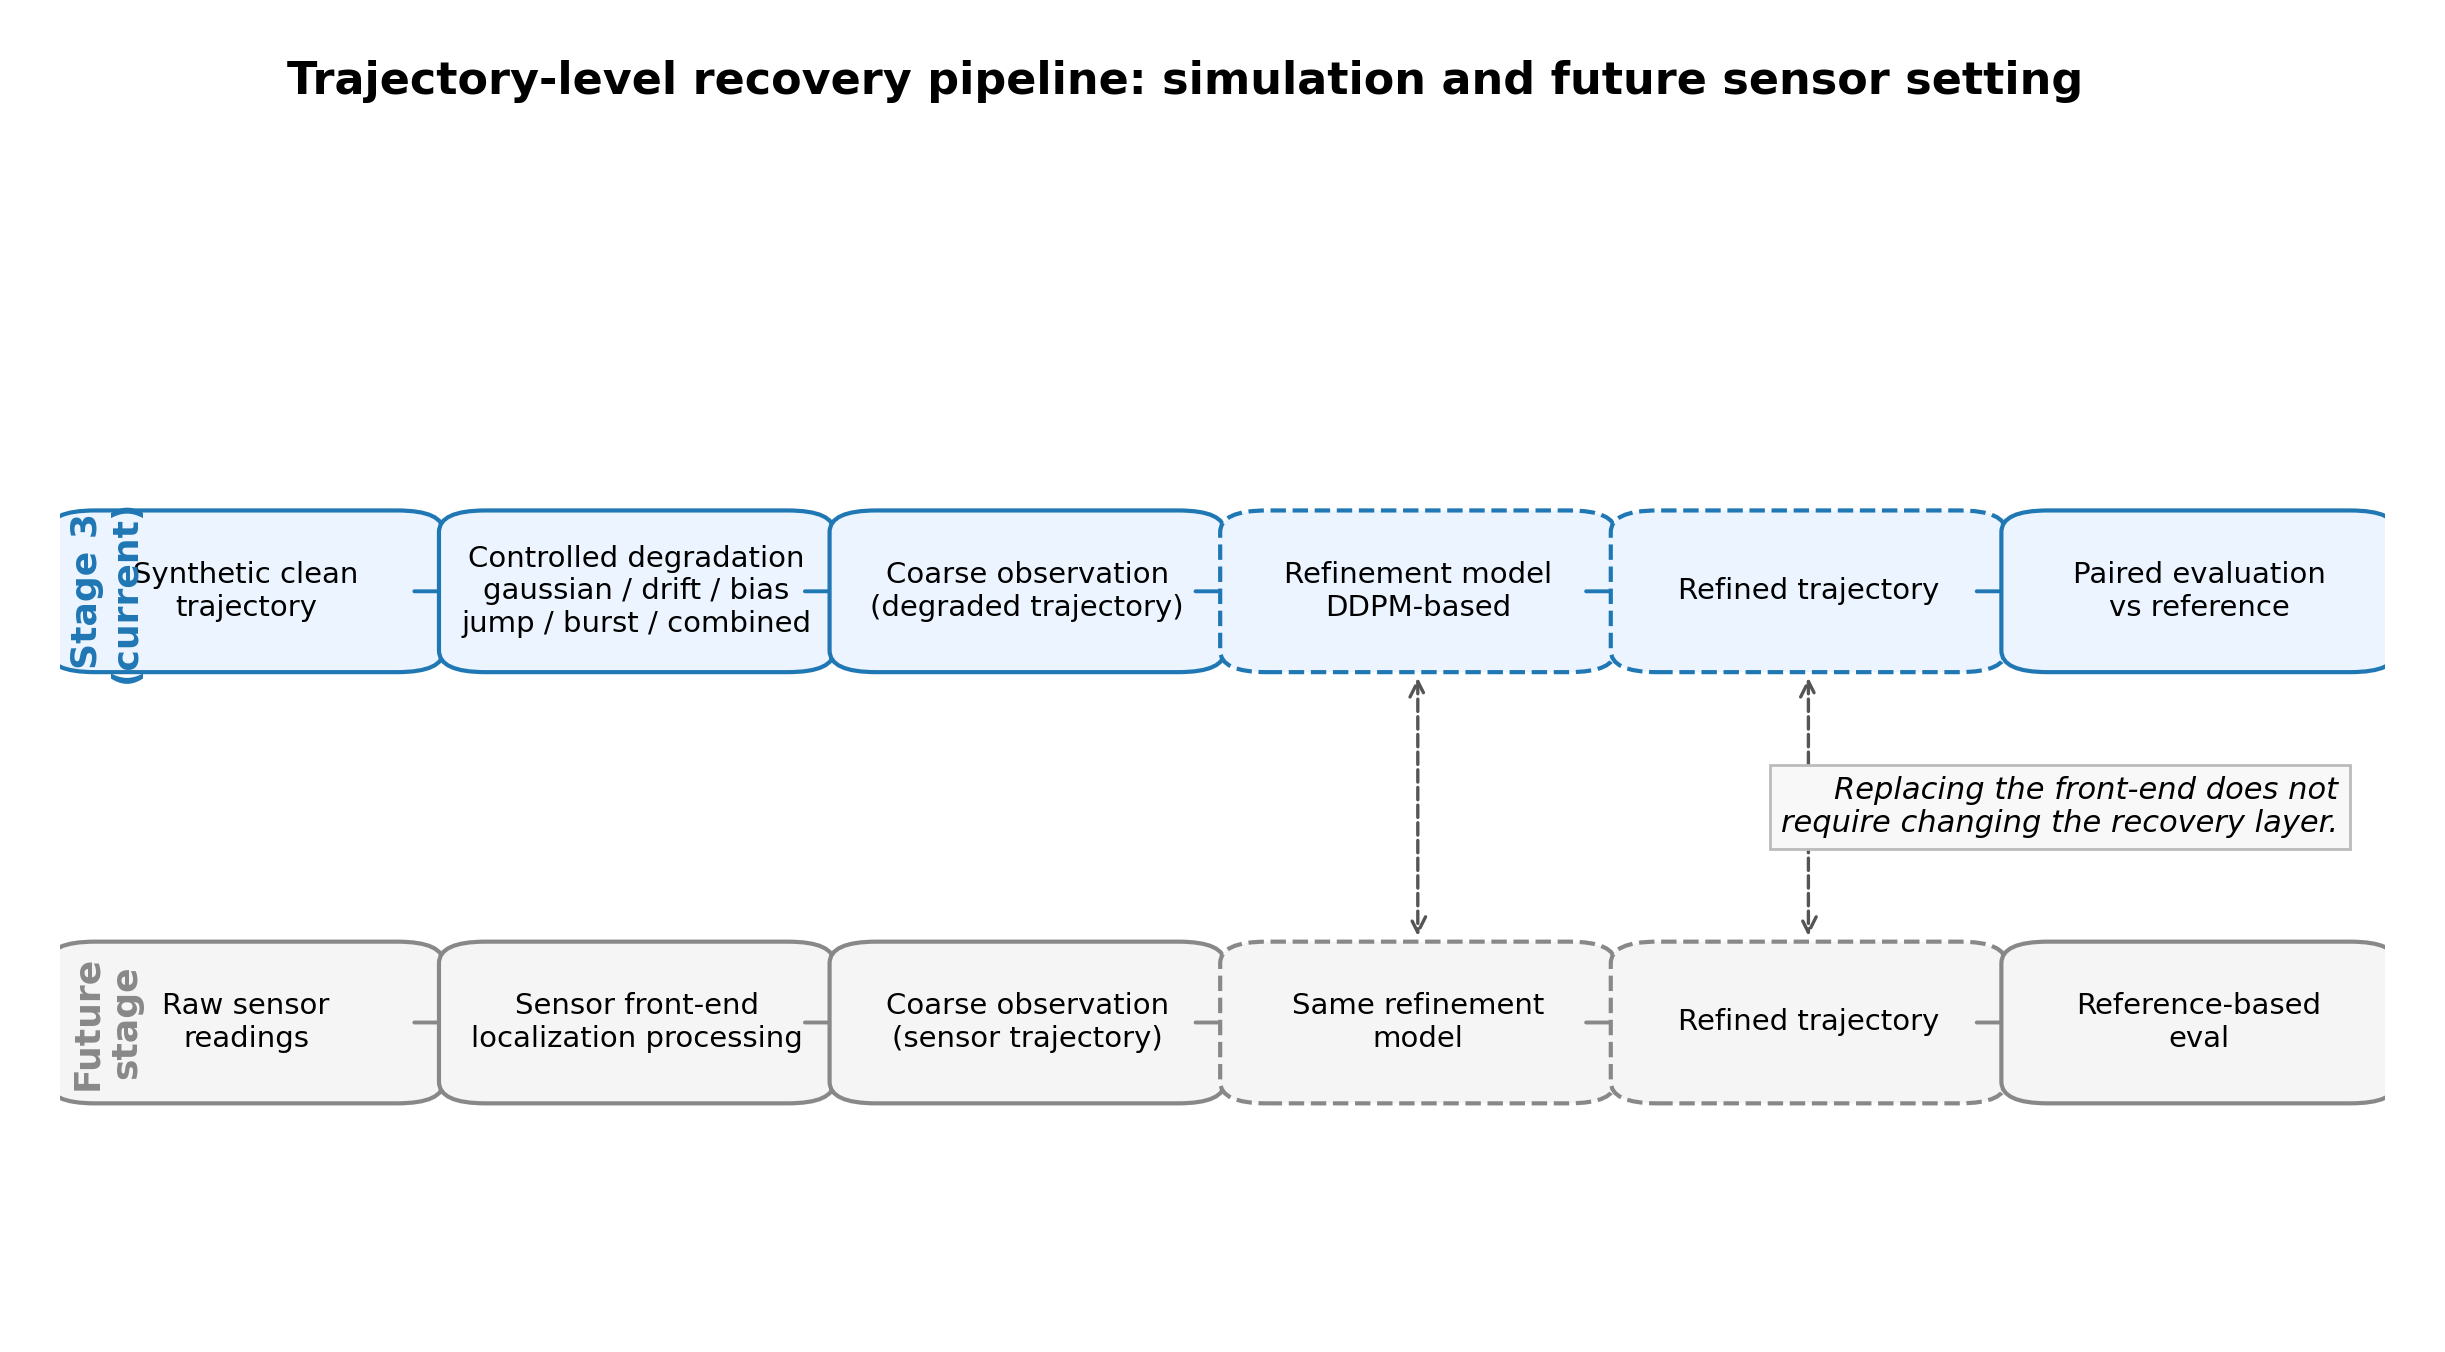 Trajectory-level recovery pipeline: simulation and future sensor setting
Stage 3
(current)
Synthetic clean
trajectory
Controlled degradation
gaussian / drift / bias
jump / burst / combined
Coarse observation
(degraded trajectory)
Refinement model
DDPM-based
Refined trajectory
Paired evaluation
vs reference
Replacing the front-end does not
require changing the recovery layer.
Future
stage
Raw sensor
readings
Sensor front-end
localization processing
Coarse observation
(sensor trajectory)
Same refinement
model
Refined trajectory
Reference-based
eval